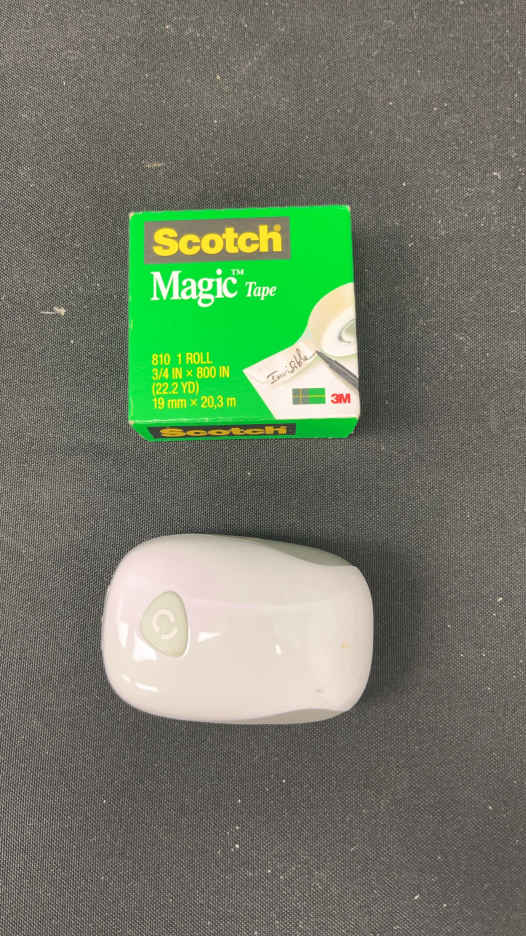 Scotch®
Magic™ Tape
810 1 ROLL
3/4 IN × 800 IN
(22.2 YD)
19 mm × 20,3 m
Invisible
3M
Scotch